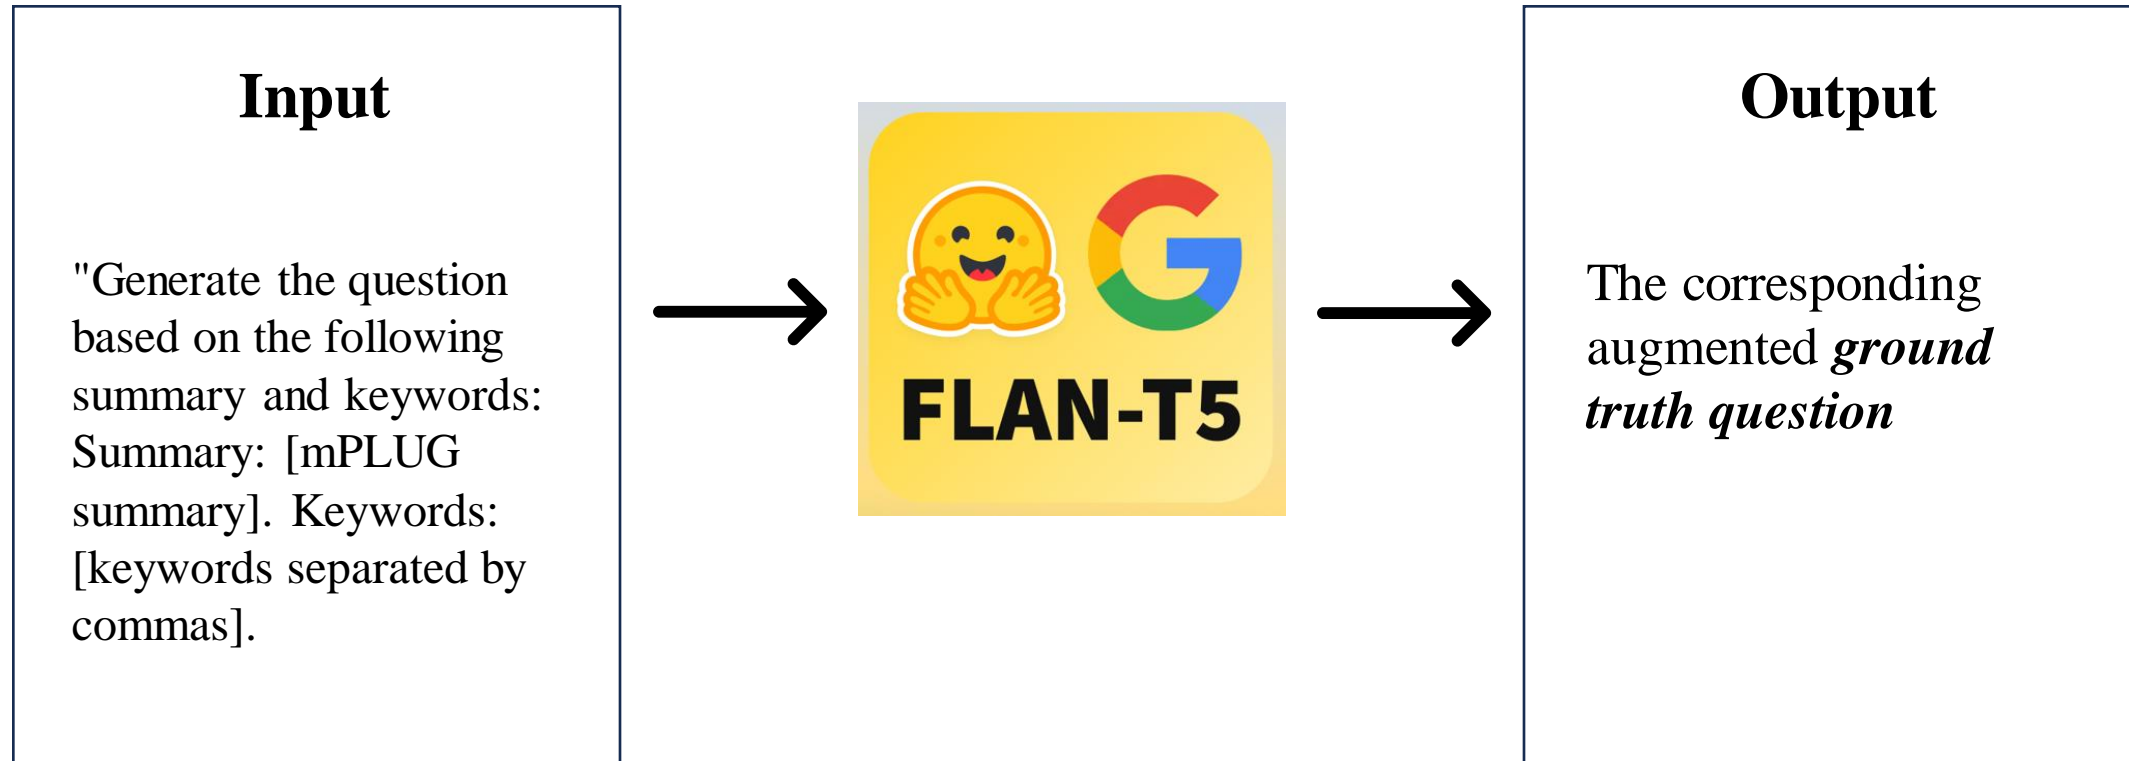 Input
"Generate the question
based on the following
summary and keywords:
Summary: [mPLUG
summary]. Keywords:
[keywords separated by
commas].
FLAN-T5
Output
The corresponding
augmented ground
truth question